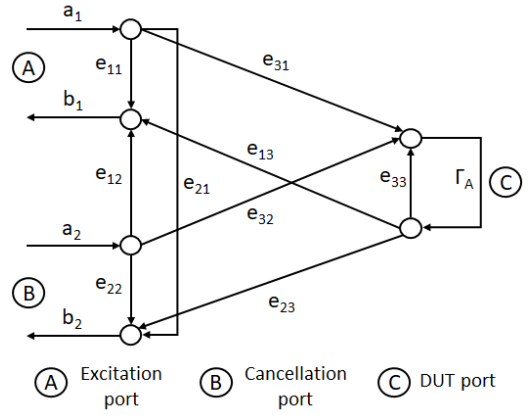 a1
A
e11
e31
b1
e13
e12
e21
e33
ΓA
C
e32
a2
B
e22
e23
b2
A Excitation port
B Cancellation port
C DUT port